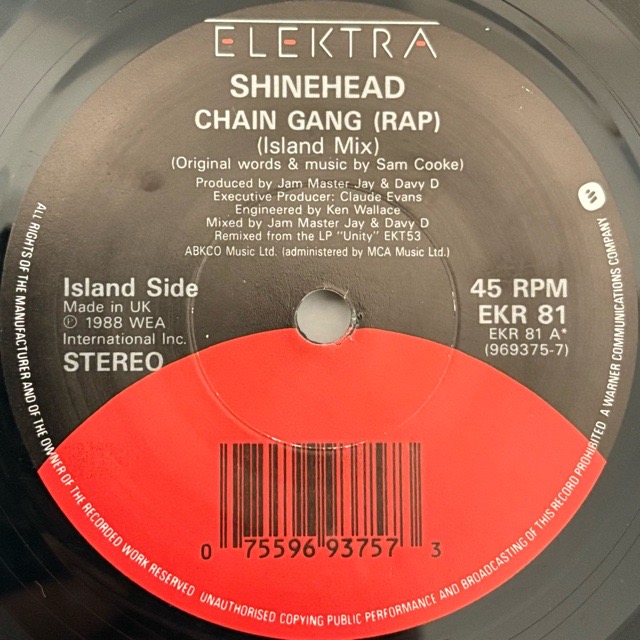 ELEKTRA
SHINEHEAD
CHAIN GANG (RAP)
(Island Mix)
(Original words & music by Sam Cooke)
Produced by Jam Master Jay & Davy D
Executive Producer: Claude Evans
Engineered by Ken Wallace
Mixed by Jam Master Jay & Davy D
Remixed from the LP "Unity" EKT53
ABKCO Music Ltd. (administered by MCA Music Ltd.)
Island Side
Made in UK
℗ 1988 WEA
International Inc.
STEREO
45 RPM
EKR 81
EKR 81 A*
(969375-7)
0 75596 93757 3
ALL RIGHTS OF THE MANUFACTURER AND OF THE OWNER OF THE RECORDED WORK RESERVED UNAUTHORISED COPYING PUBLIC PERFORMANCE AND BROADCASTING OF THIS RECORD PROHIBITED A WARNER COMMUNICATIONS COMPANY